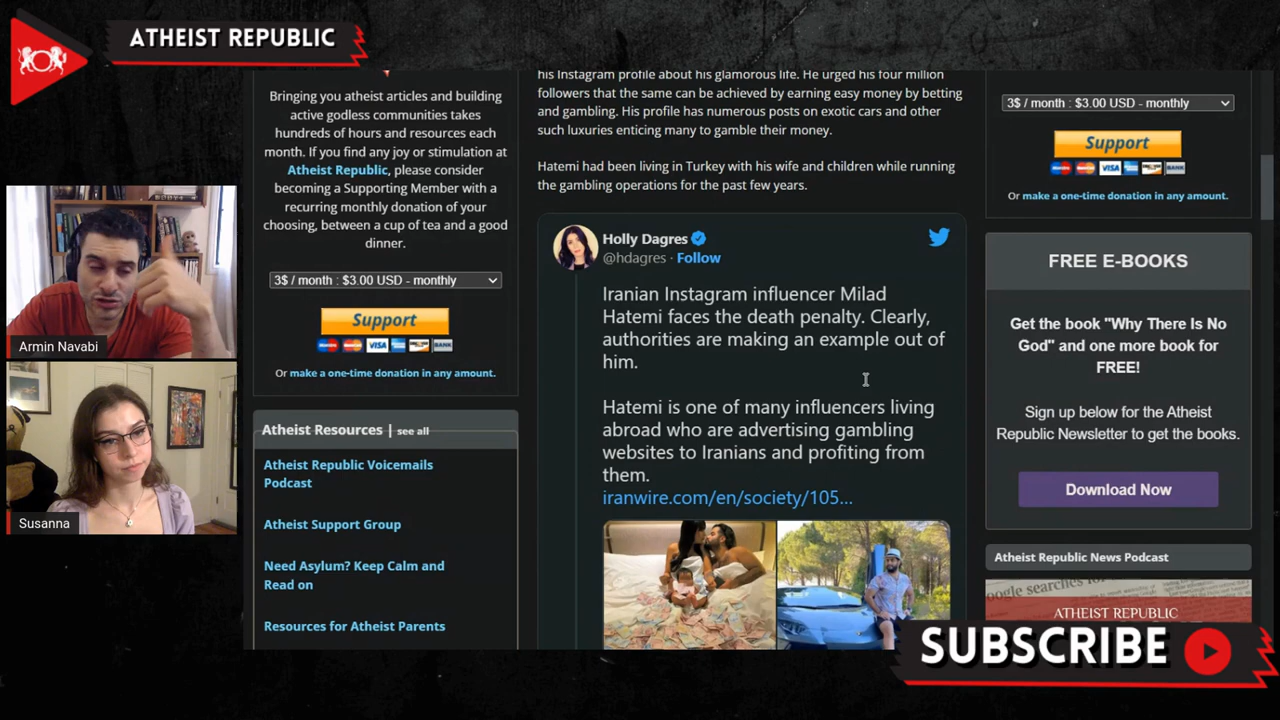 ATHEIST REPUBLIC
Armin Navabi
Susanna
Bringing you atheist articles and building
active godless communities takes
hundreds of hours and resources each
month. If you find any joy or stimulation at
Atheist Republic, please consider
becoming a Supporting Member with a
recurring monthly donation of your
choosing, between a cup of tea and a good
dinner.
3$ / month : $3.00 USD - monthly
Support
Or make a one-time donation in any amount.
Atheist Resources | see all
Atheist Republic Voicemails
Podcast
Atheist Support Group
Need Asylum? Keep Calm and
Read on
Resources for Atheist Parents
his Instagram profile about his glamorous life. He urged his four million
followers that the same can be achieved by earning easy money by betting
and gambling. His profile has numerous posts on exotic cars and other
such luxuries enticing many to gamble their money.
Hatemi had been living in Turkey with his wife and children while running
the gambling operations for the past few years.
Holly Dagres
@hdagres · Follow
Iranian Instagram influencer Milad
Hatemi faces the death penalty. Clearly,
authorities are making an example out of
him.
Hatemi is one of many influencers living
abroad who are advertising gambling
websites to Iranians and profiting from
them.
iranwire.com/en/society/105...
3$ / month : $3.00 USD - monthly
Support
Or make a one-time donation in any amount.
FREE E-BOOKS
Get the book "Why There Is No
God" and one more book for
FREE!
Sign up below for the Atheist
Republic Newsletter to get the books.
Download Now
Atheist Republic News Podcast
ATHEIST REPUBLIC
SUBSCRIBE